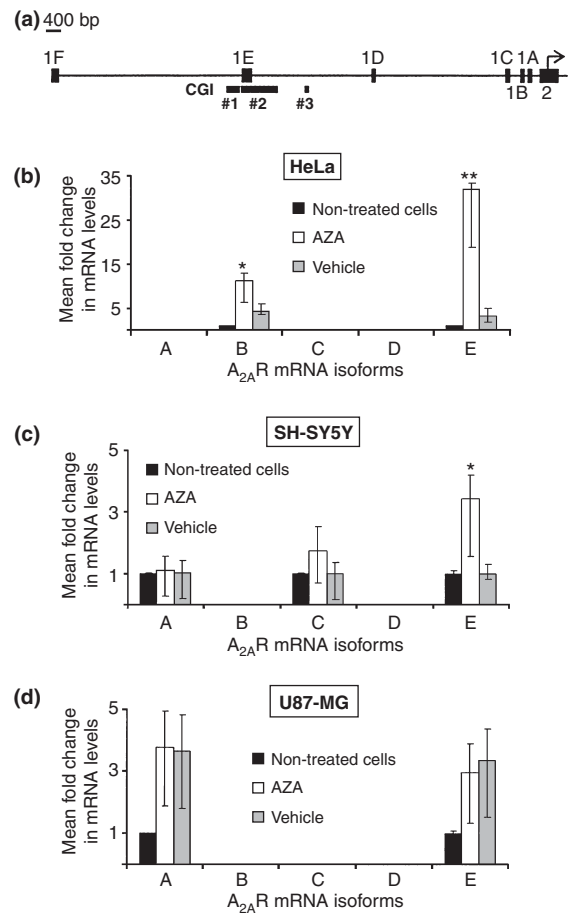 (a) 400 bp
1F 1E 1D 1C 1A
1B 2
CGI
#1 #2 #3
(b) HeLa
Mean fold change
in mRNA levels
35
25
15
5
Non-treated cells
AZA
Vehicle
*
**
A B C D E
A2AR mRNA isoforms
(c) SH-SY5Y
Mean fold change
in mRNA levels
5
3
1
Non-treated cells
AZA
Vehicle
*
A B C D E
A2AR mRNA isoforms
(d) U87-MG
Mean fold change
in mRNA levels
5
3
1
Non-treated cells
AZA
Vehicle
A B C D E
A2AR mRNA isoforms